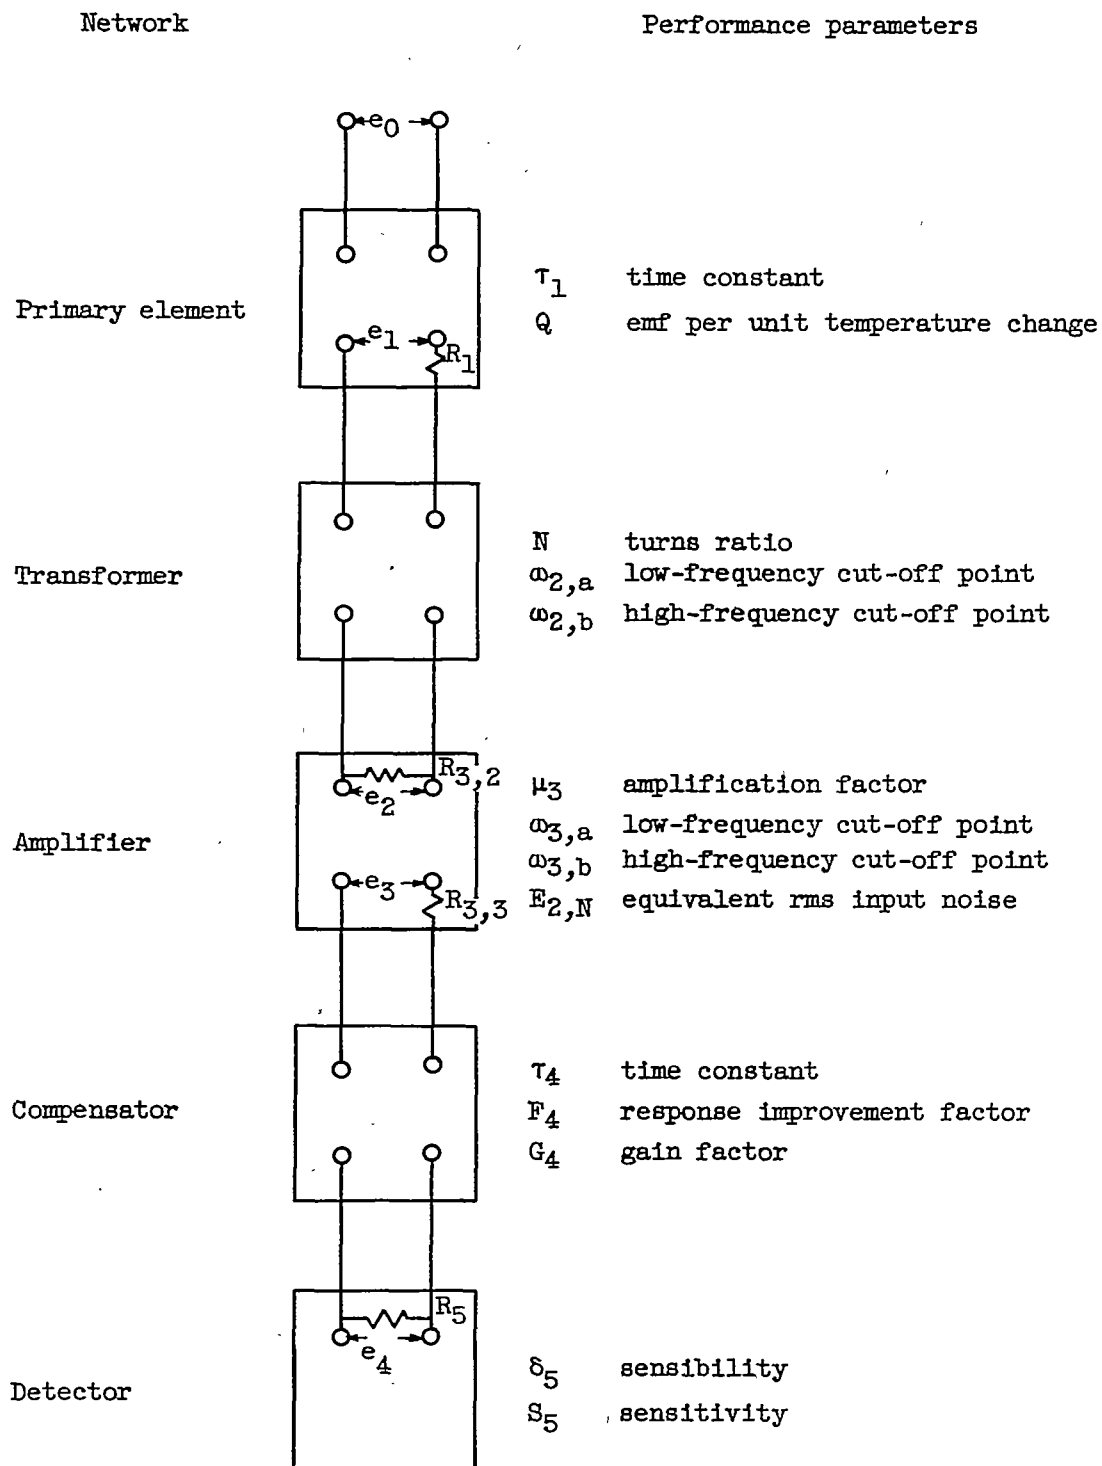 Network Performance parameters
e0
Primary element
τ1 time constant
Q emf per unit temperature change
e1 R1
Transformer
N turns ratio
ω2,a low-frequency cut-off point
ω2,b high-frequency cut-off point
Amplifier
R3,2
e2
μ3 amplification factor
ω3,a low-frequency cut-off point
ω3,b high-frequency cut-off point
e3 R3,3
E2,N equivalent rms input noise
Compensator
τ4 time constant
F4 response improvement factor
G4 gain factor
Detector
R5
e4
δ5 sensibility
S5 sensitivity